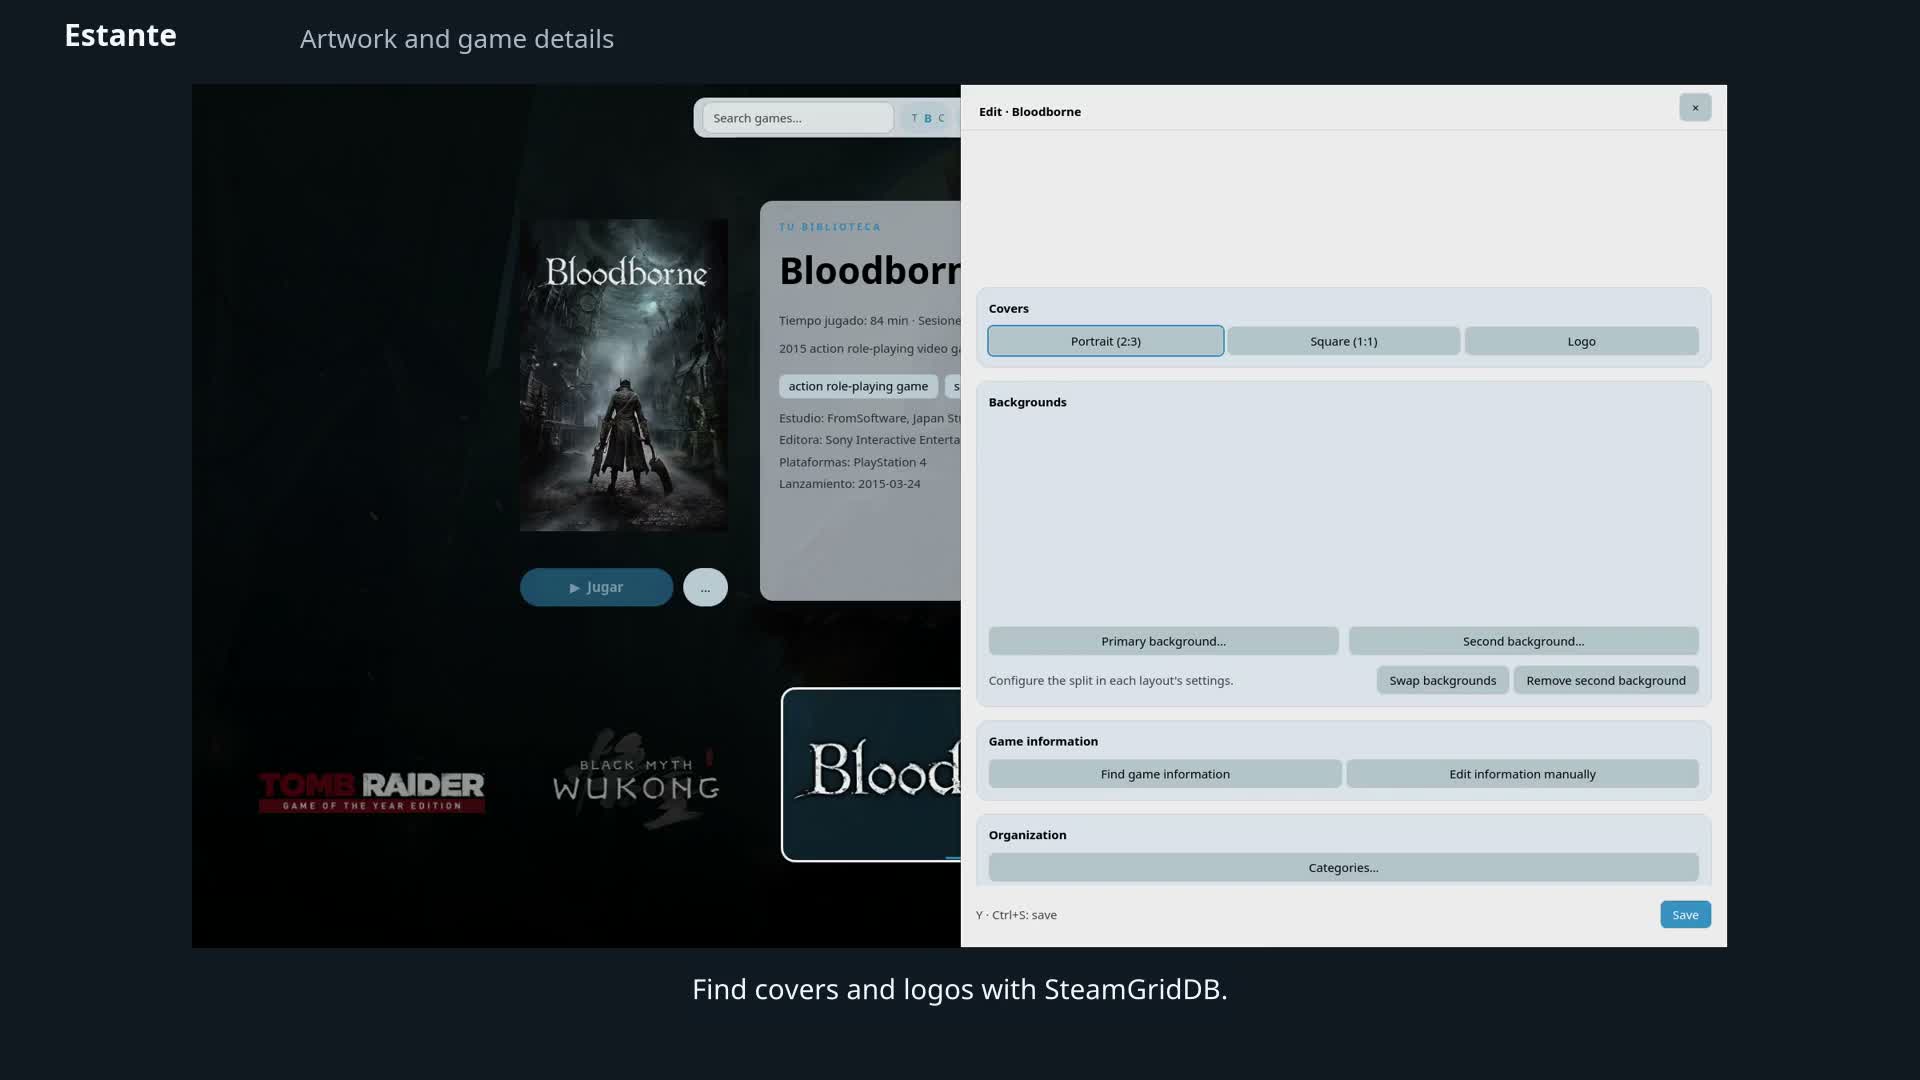 Estante
Artwork and game details
Search games...
T B C
TU BIBLIOTECA
Bloodborne
Bloodborn
Tiempo jugado: 84 min · Sesione
2015 action role-playing video ga
action role-playing game
s
Estudio: FromSoftware, Japan Stu
Editora: Sony Interactive Enterta
Plataformas: PlayStation 4
Lanzamiento: 2015-03-24
▶ Jugar
...
TOMB RAIDER
GAME OF THE YEAR EDITION
BLACK MYTH
WUKONG
Blood
Edit · Bloodborne
×
Covers
Portrait (2:3)
Square (1:1)
Logo
Backgrounds
Primary background...
Second background...
Configure the split in each layout's settings.
Swap backgrounds
Remove second background
Game information
Find game information
Edit information manually
Organization
Categories...
Y · Ctrl+S: save
Save
Find covers and logos with SteamGridDB.